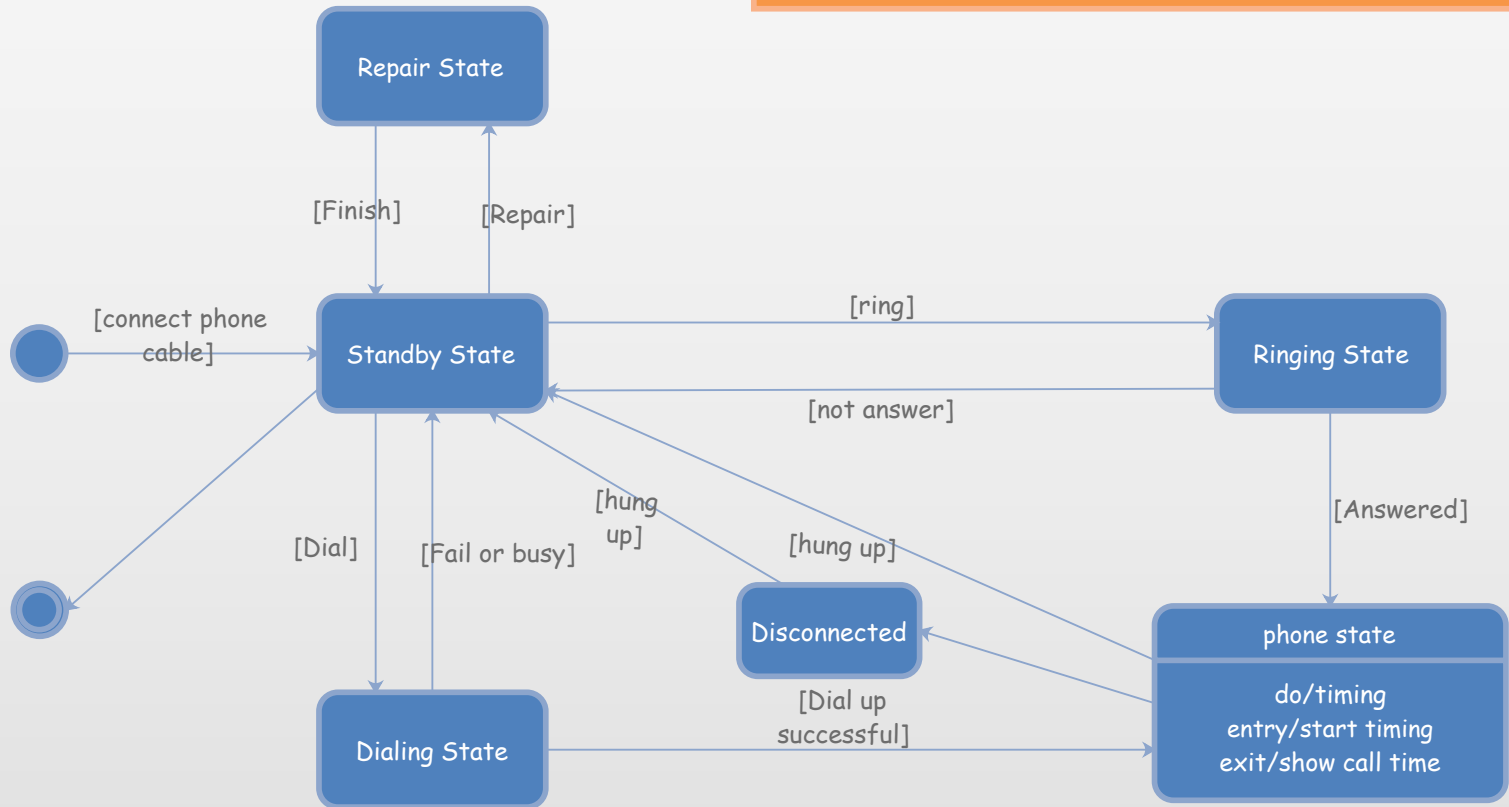 Repair State
[Finish]
[Repair]
[connect phone
cable]
Standby State
[ring]
Ringing State
[not answer]
[Dial]
[Fail or busy]
[hung
up]
[hung up]
[Answered]
Disconnected
phone state
do/timing
entry/start timing
exit/show call time
[Dial up
successful]
Dialing State